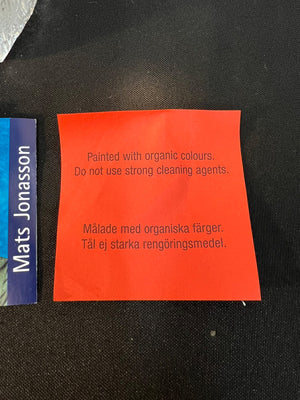 Painted with organic colours.
Do not use strong cleaning agents.
Målade med organiska färger.
Tål ej starka rengöringsmedel.
Mats Jonasson